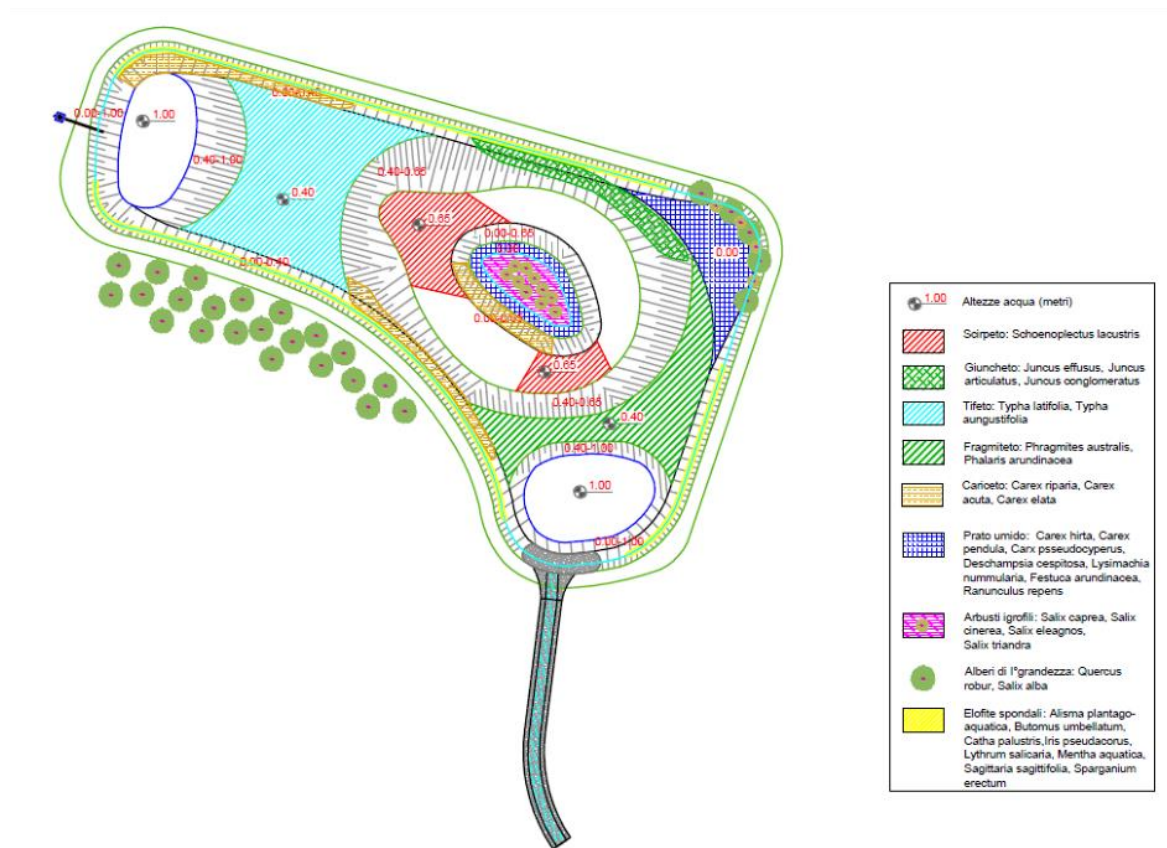 0.00-0.40
0.00-1.00
1.00
0.40-1.00
0.40-0.65
0.40
0.65
0.00-0.65
0.00
0.00-0.40
0.65
0.40-0.65
0.40
0.40-1.00
1.00
0.00-1.00
1.00 Altezze acqua (metri)
Scirpeto: Schoenoplectus lacustris
Giuncheto: Juncus effusus, Juncus
articulatus, Juncus conglomeratus
Tifeto: Typha latifolia, Typha
aungustifolia
Fragmiteto: Phragmites australis,
Phalaris arundinacea
Cariceto: Carex riparia, Carex
acuta, Carex elata
Prato umido: Carex hirta, Carex
pendula, Carx psseudocyperus,
Deschampsia cespitosa, Lysimachia
nummularia, Festuca arundinacea,
Ranunculus repens
Arbusti igrofili: Salix caprea, Salix
cinerea, Salix eleagnos,
Salix triandra
Alberi di I°grandezza: Quercus
robur, Salix alba
Elofite spondali: Alisma plantago-
aquatica, Butomus umbellatum,
Catha palustris,Iris pseudacorus,
Lythrum salicaria, Mentha aquatica,
Sagittaria sagittifolia, Sparganium
erectum